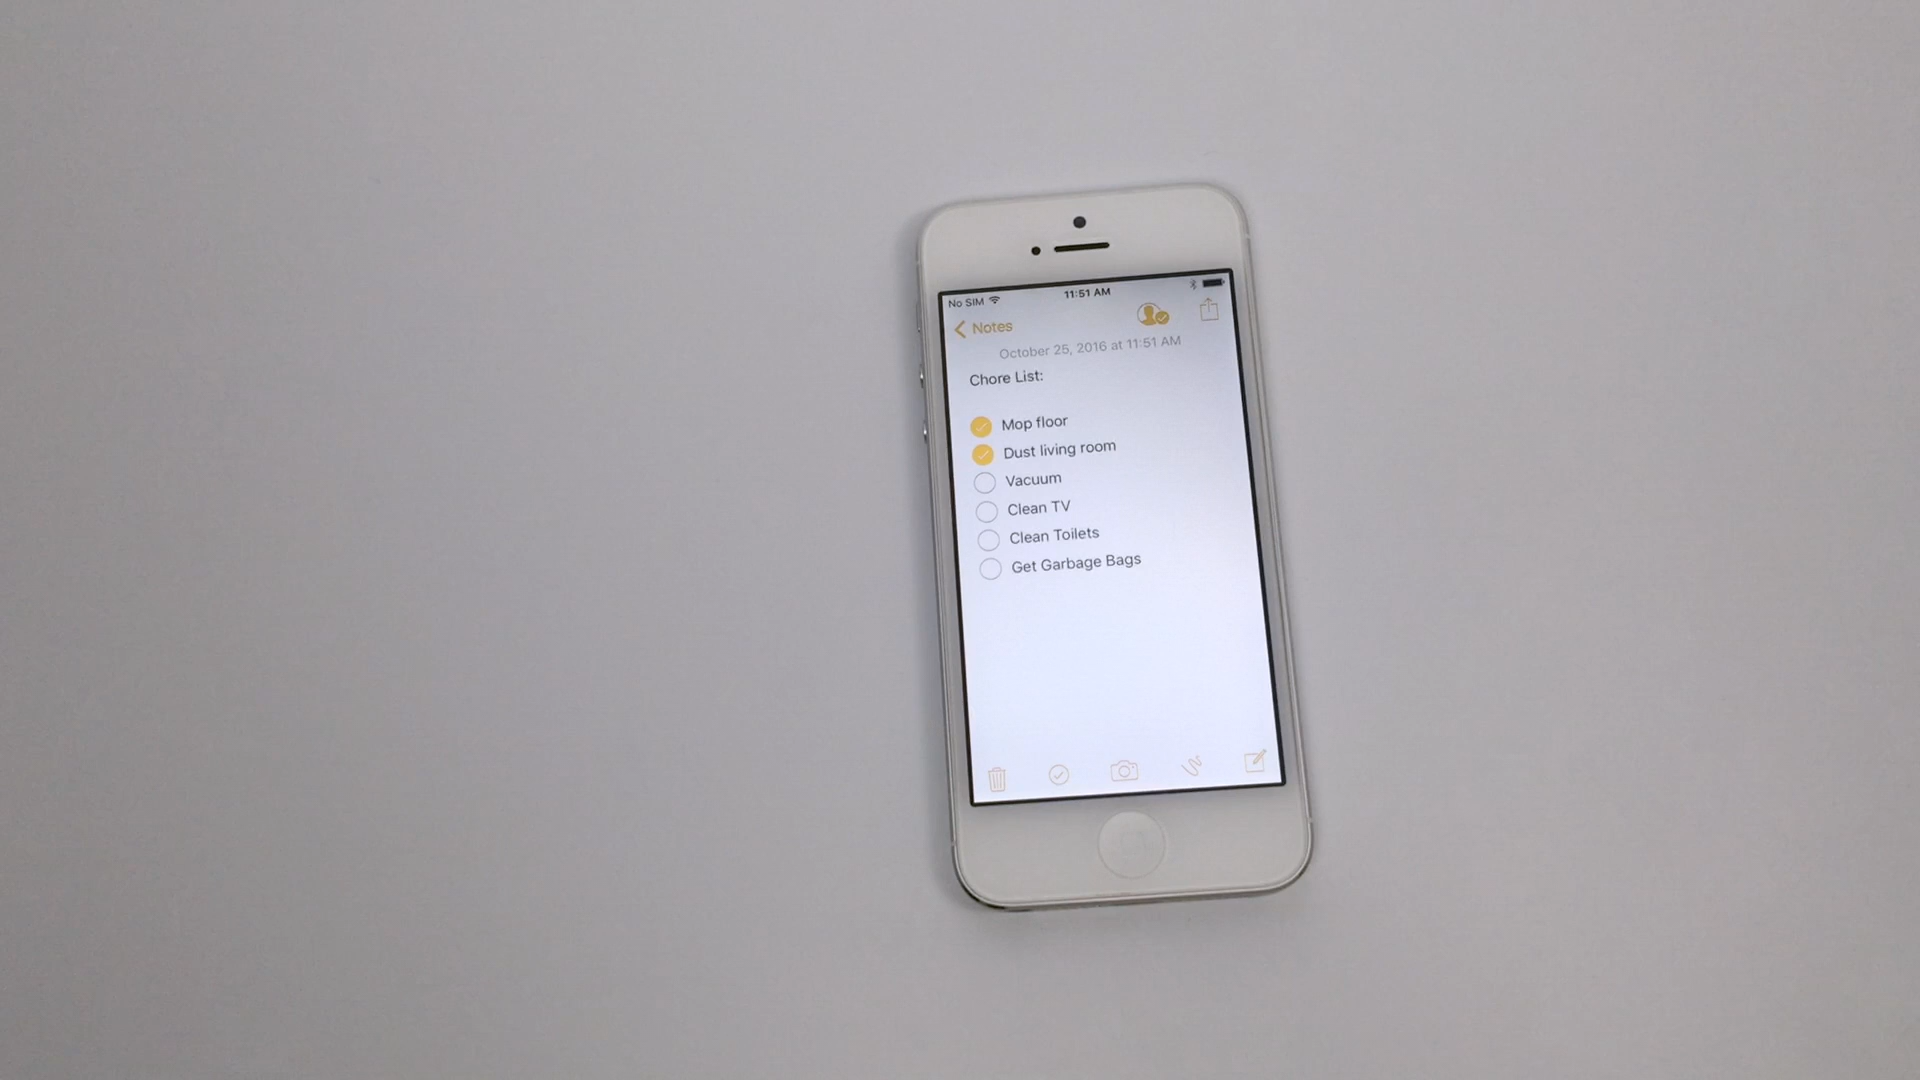 No SIM 11:51 AM
Notes
October 25, 2016 at 11:51 AM
Chore List:
Mop floor
Dust living room
Vacuum
Clean TV
Clean Toilets
Get Garbage Bags